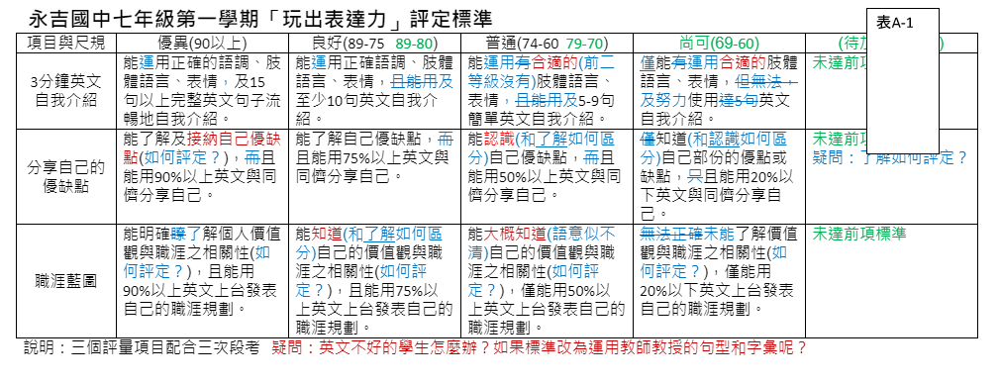 永吉國中七年級第一學期「玩出表達力」評定標準
表A-1
項目與尺規
優異(90以上)
良好(89-75 89-80)
普通(74-60 79-70)
尚可(69-60)
(待加
3分鐘英文
自我介紹
能運用正確的語調、肢
體語言、表情，及15
句以上完整英文句子流
暢地自我介紹。
能運用正確語調、肢體
語言、表情，且能用及
至少10句英文自我介
紹。
能運用有合適的(前二
等級沒有)肢體語言、
表情，且能用及5-9句
簡單英文自我介紹。
僅能有運用合適的肢體
語言、表情，但無法，
及努力使用達5句英文
自我介紹。
未達前項
分享自己的
優缺點
能了解及接納自己優缺
點(如何評定？)，而且
能用90%以上英文與同
儕分享自己。
能了解自己優缺點，而
且能用75%以上英文與
同儕分享自己。
能認識(和了解如何區
分)自己優缺點，而且
能用50%以上英文與同
儕分享自己。
僅知道(和認識如何區
分)自己部份的優點或
缺點，只且能用20%以
下英文與同儕分享自
己。
未達前項
疑問：了解如何評定？
職涯藍圖
能明確瞭了解個人價值
觀與職涯之相關性(如
何評定？)，且能用
90%以上英文上台發表
自己的職涯規劃。
能知道(和了解如何區
分)自己的價值觀與職
涯之相關性(如何評
定？)，且能用75%以
上英文上台發表自己的
職涯規劃。
能大概知道(語意似不
清)自己的價值觀與職
涯之相關性(如何評
定？)，僅能用50%以
上英文上台發表自己的
職涯規劃。
無法正確未能了解價值
觀與職涯之相關性(如
何評定？)，僅能用
20%以下英文上台發表
自己的職涯規劃。
未達前項標準
說明：三個評量項目配合三次段考 疑問：英文不好的學生怎麼辦？如果標準改為運用教師教授的句型和字彙呢？